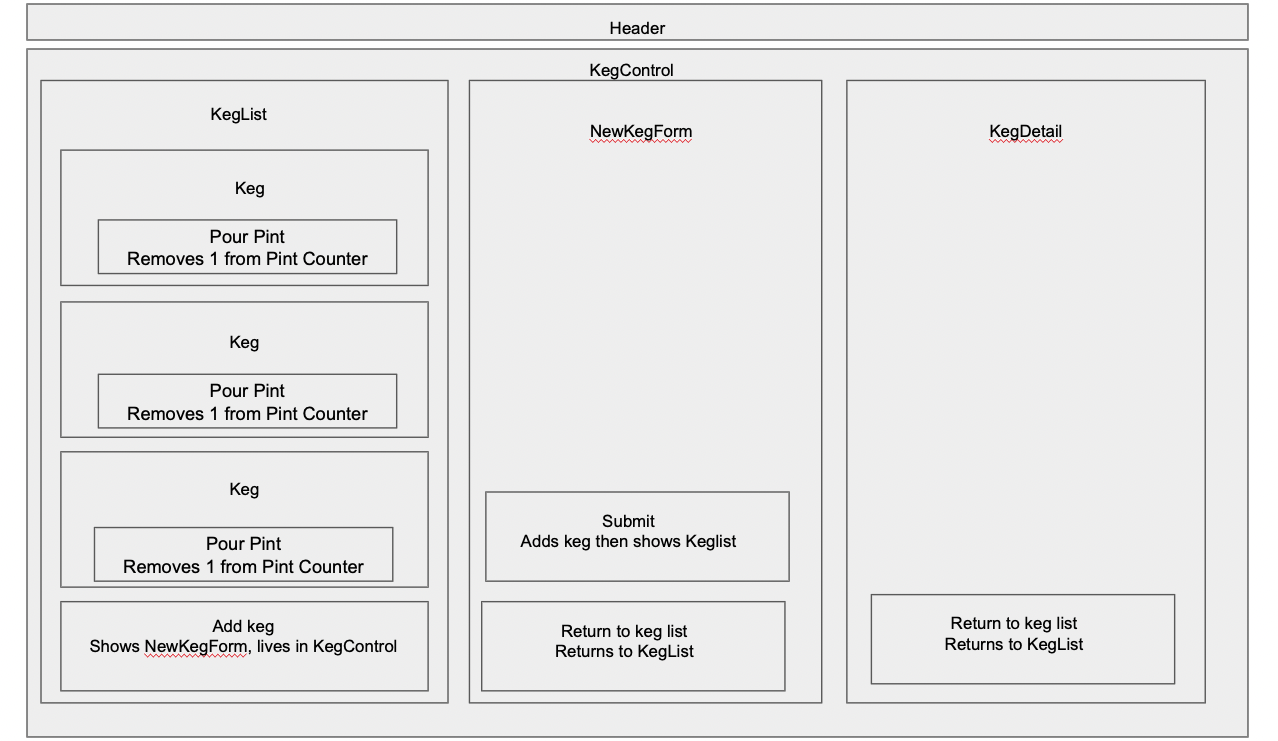 Header
KegControl
KegList
Keg
Pour Pint
Removes 1 from Pint Counter
Keg
Pour Pint
Removes 1 from Pint Counter
Keg
Pour Pint
Removes 1 from Pint Counter
Add keg
Shows NewKegForm, lives in KegControl
NewKegForm
Submit
Adds keg then shows Keglist
Return to keg list
Returns to KegList
KegDetail
Return to keg list
Returns to KegList